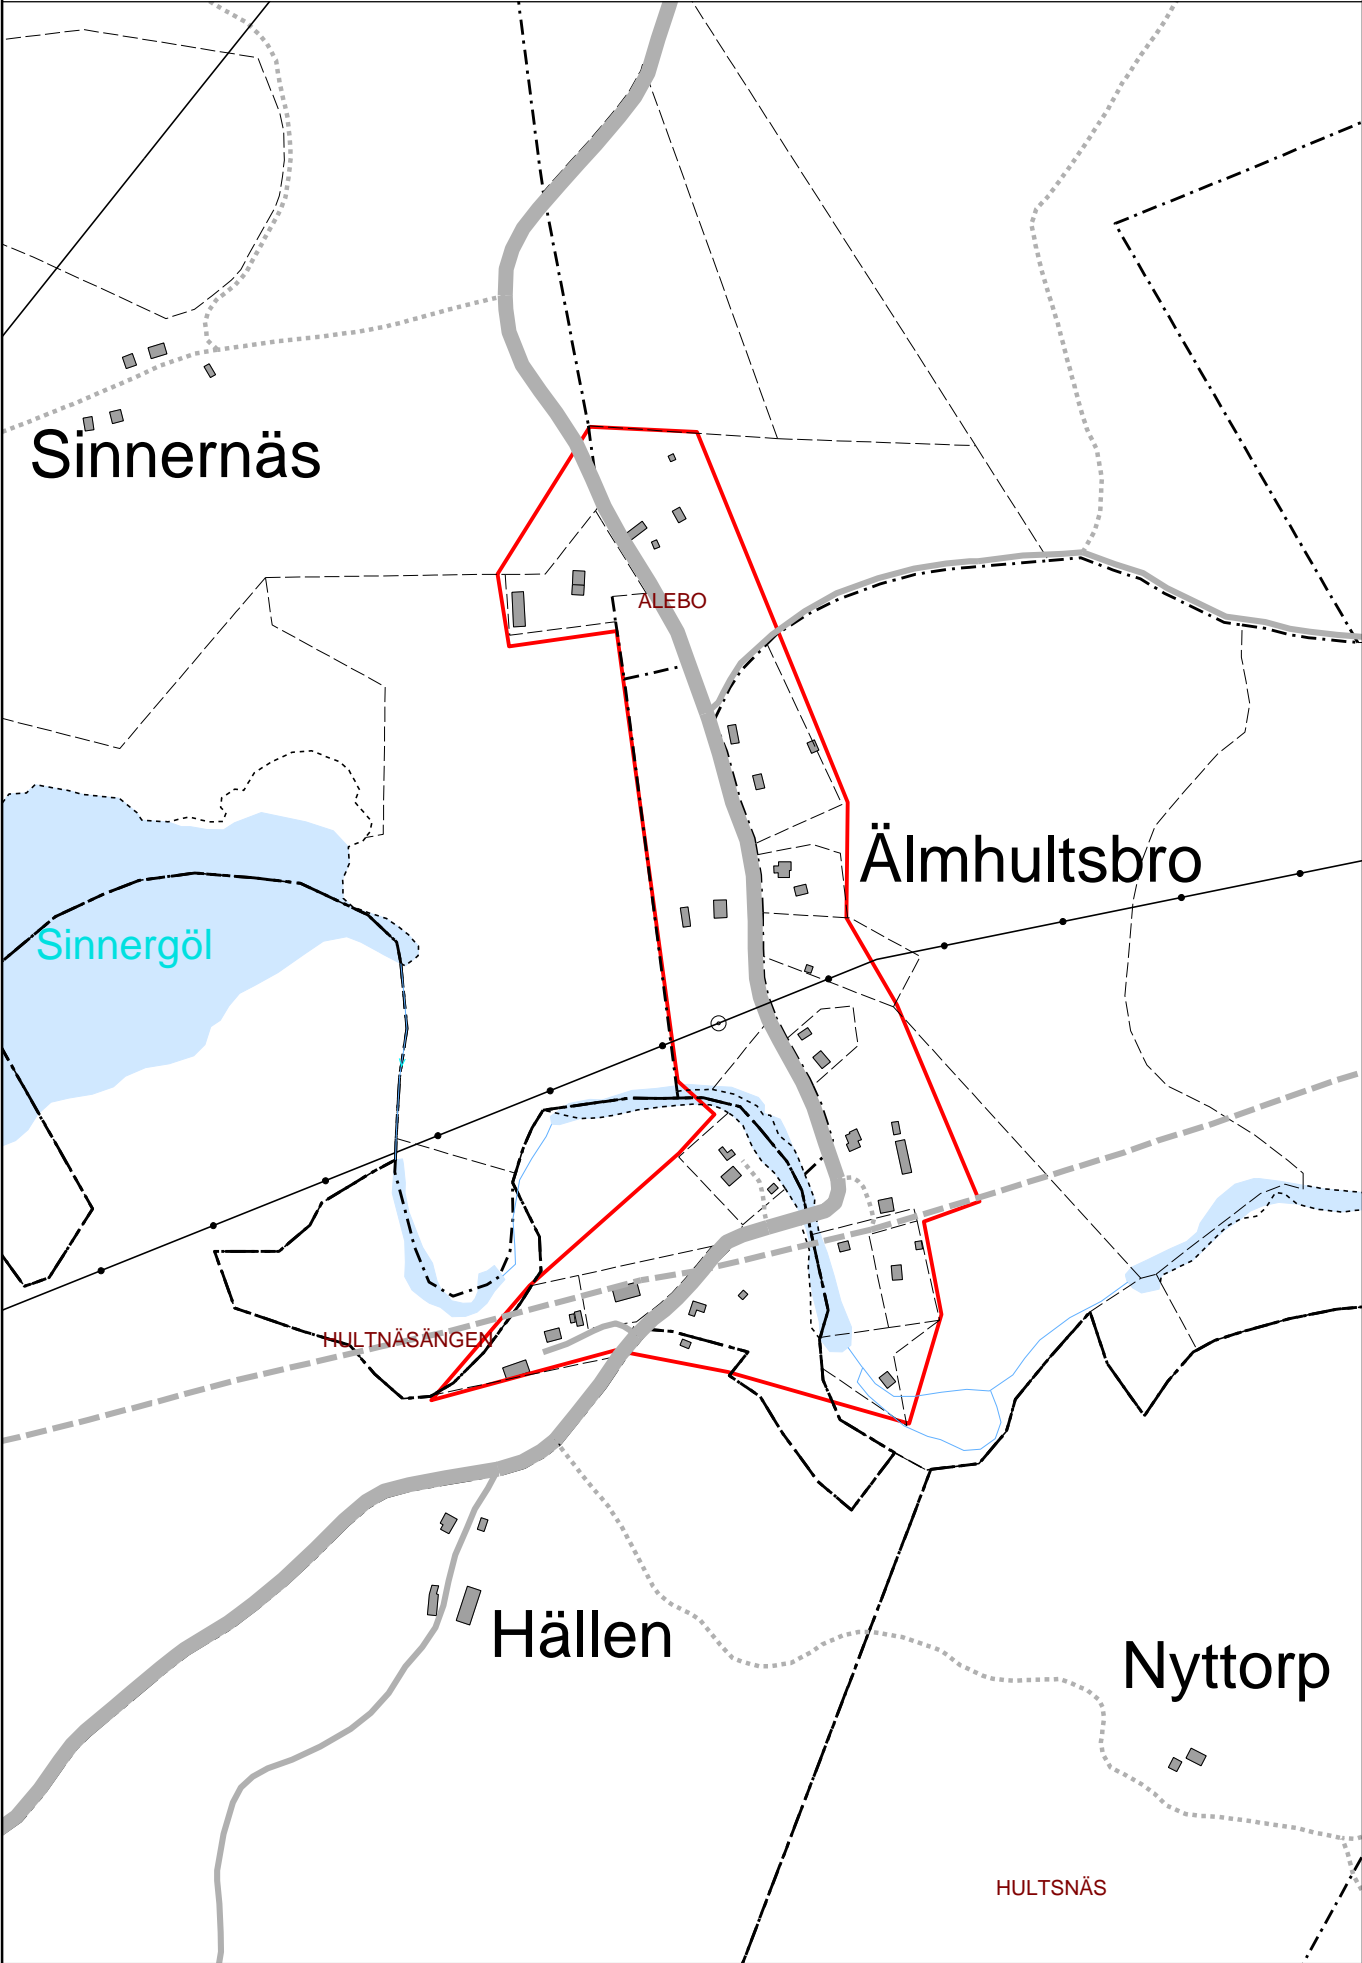 Sinnernäs
ALEBO
Älmhultsbro
Sinnergöl
HULTNÄSÄNGEN
Hällen
Nyttorp
HULTSNÄS